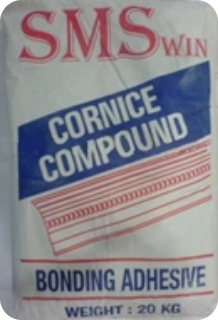 SMSWIN
CORNICE
COMPOUND
BONDING ADHESIVE
WEIGHT : 20 KG